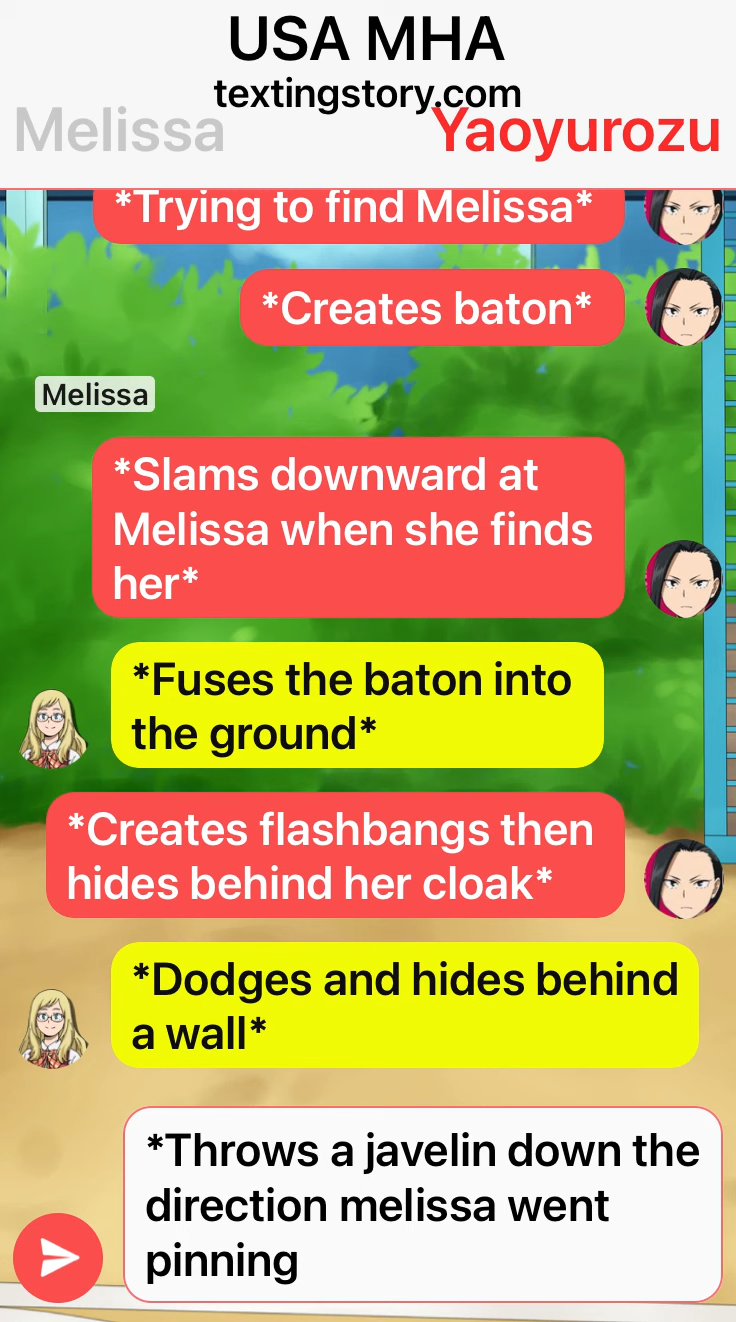 USA MHA
textingstory.com
Melissa
Yaoyurozu
*Trying to find Melissa*
*Creates baton*
Melissa
*Slams downward at
Melissa when she finds
her*
*Fuses the baton into
the ground*
*Creates flashbangs then
hides behind her cloak*
*Dodges and hides behind
a wall*
*Throws a javelin down the
direction melissa went
pinning